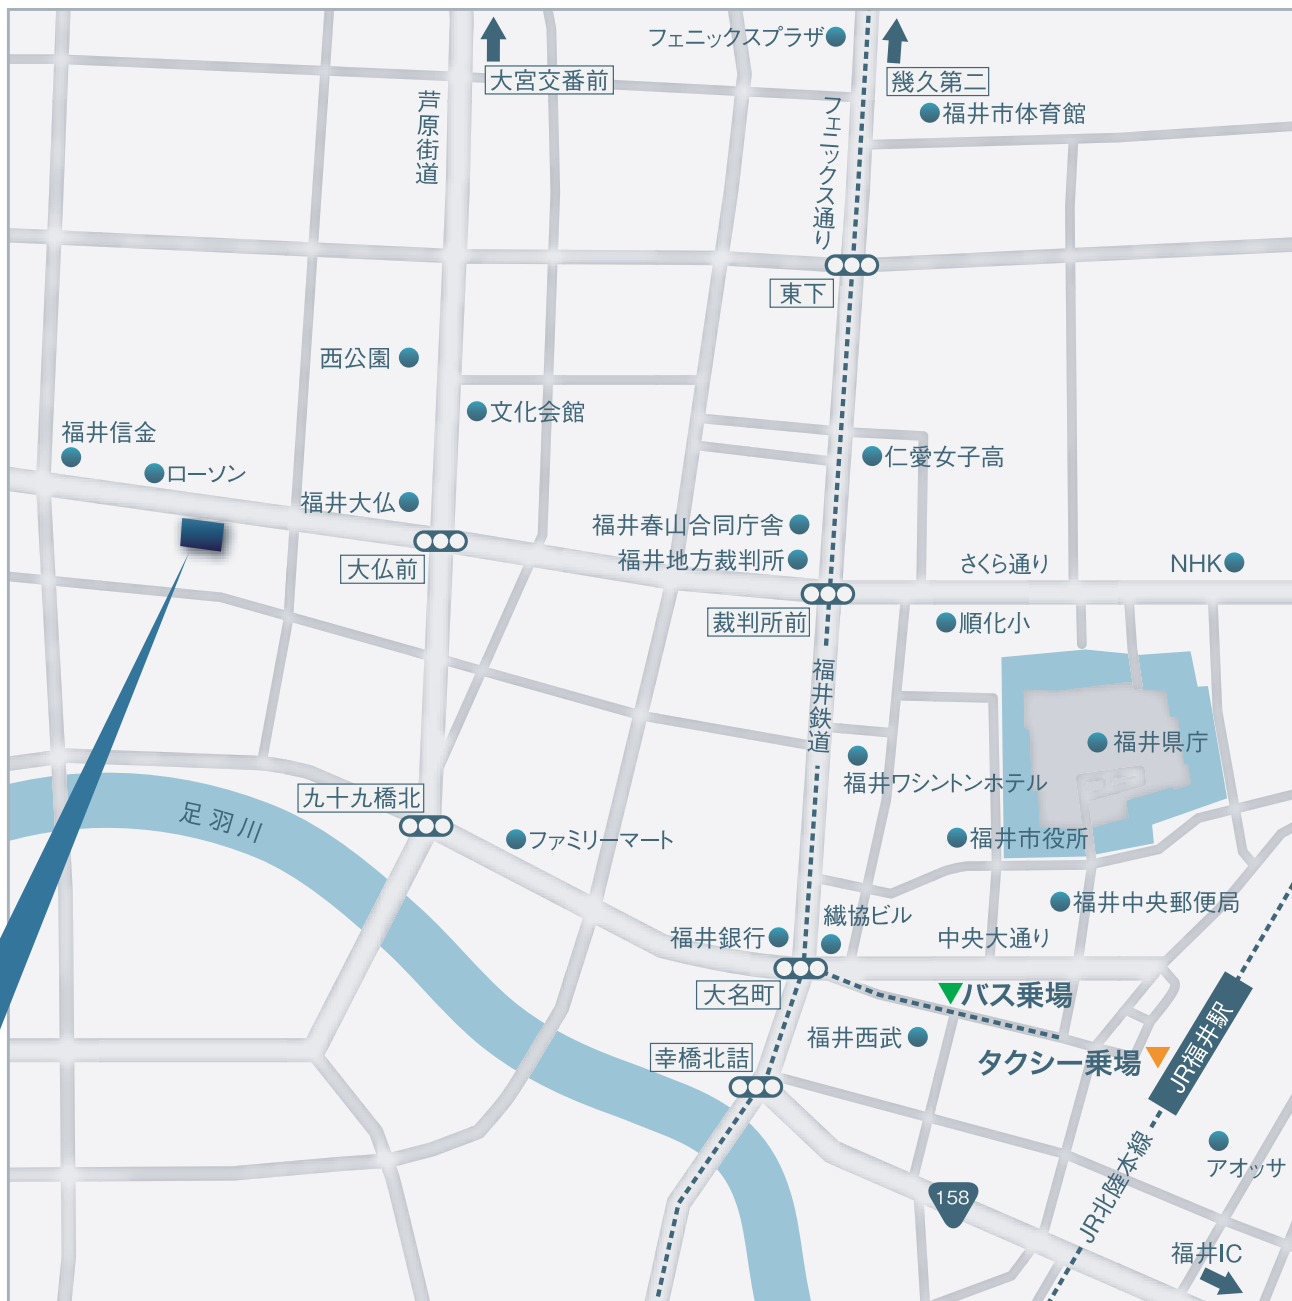 フェニックスプラザ
大宮交番前
幾久第二
芦原街道
フェニックス通り
福井市体育館
東下
西公園
文化会館
福井信金
ローソン
仁愛女子高
福井大仏
福井春山合同庁舎
大仏前
福井地方裁判所
さくら通り
NHK
裁判所前
順化小
福井鉄道
福井県庁
福井ワシントンホテル
九十九橋北
足羽川
ファミリーマート
福井市役所
福井中央郵便局
繊協ビル
福井銀行
中央大通り
大名町
バス乗場
福井西武
幸橋北詰
タクシー乗場
JR福井駅
JR北陸本線
アオッサ
158
福井IC